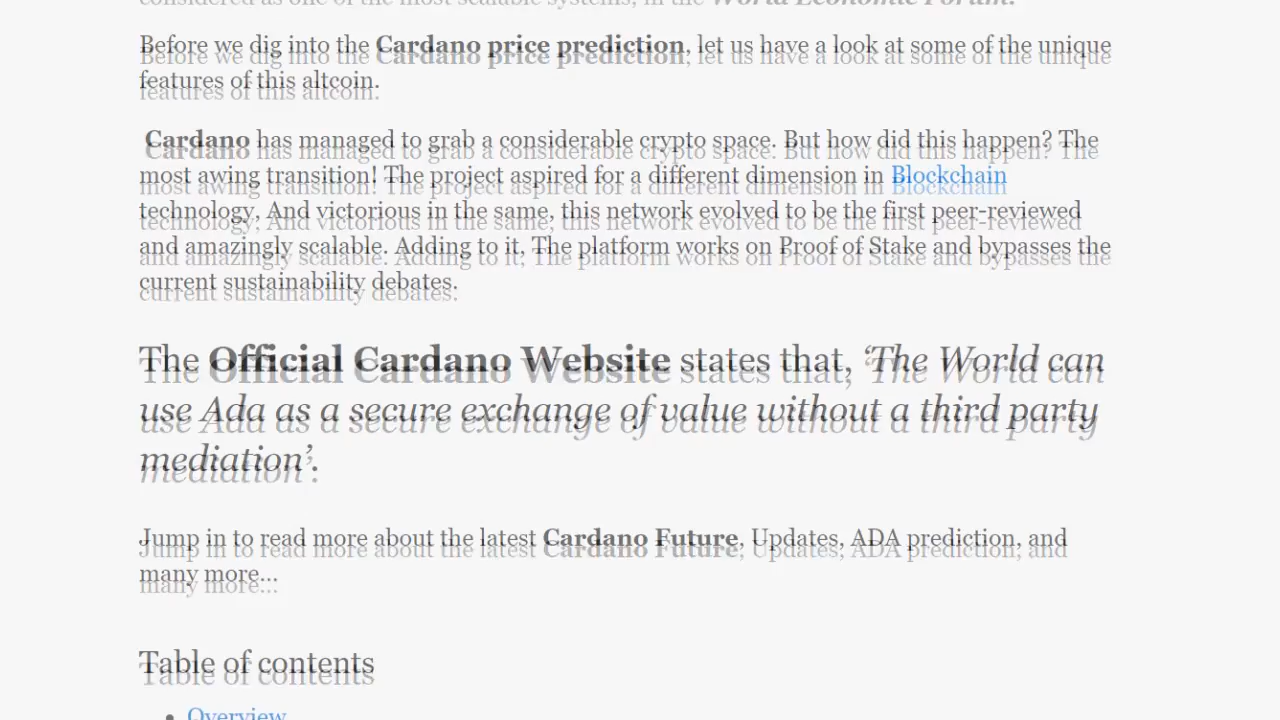 considered as one of the most scalable systems, in the World Economic Forum.
Before we dig into the Cardano price prediction, let us have a look at some of the unique
features of this altcoin.
Cardano has managed to grab a considerable crypto space. But how did this happen? The
most awing transition! The project aspired for a different dimension in Blockchain
technology, And victorious in the same, this network evolved to be the first peer-reviewed
and amazingly scalable. Adding to it, The platform works on Proof of Stake and bypasses the
current sustainability debates.
The Official Cardano Website states that, ‘The World can
use Ada as a secure exchange of value without a third party
mediation’.
Jump in to read more about the latest Cardano Future, Updates, ADA prediction, and
many more...
Table of contents
• Overview